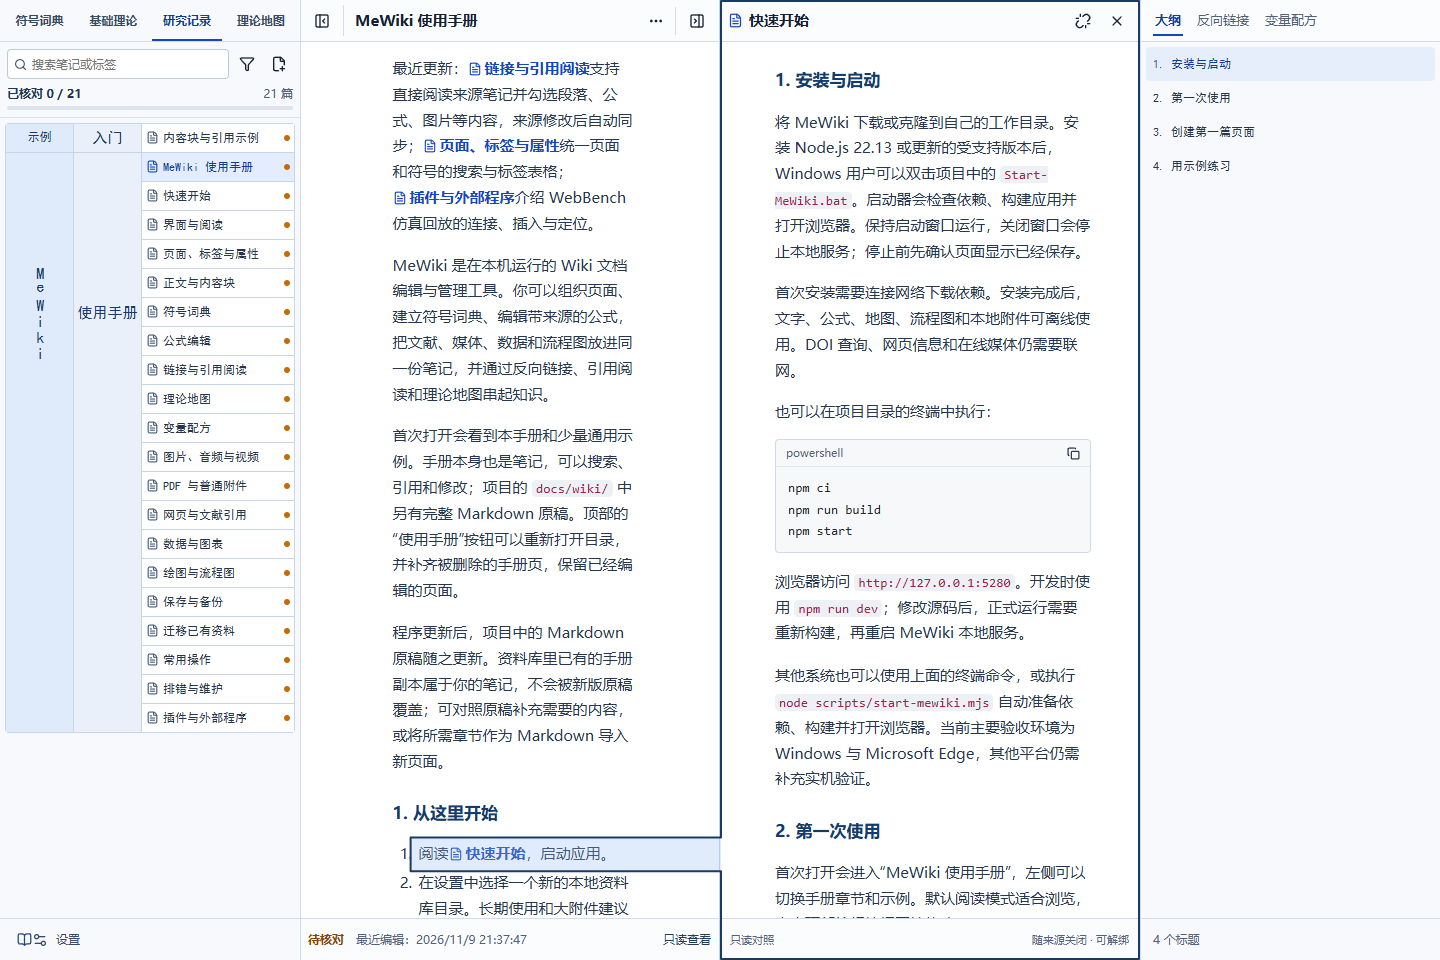 符号词典 基础理论 研究记录 理论地图
搜索笔记或标签
已核对 0 / 21 21 篇
示例
入门
MeWiki
使用手册
内容块与引用示例
MeWiki 使用手册
快速开始
界面与阅读
页面、标签与属性
正文与内容块
符号词典
公式编辑
链接与引用阅读
理论地图
变量配方
图片、音频与视频
PDF 与普通附件
网页与文献引用
数据与图表
绘图与流程图
保存与备份
迁移已有资料
常用操作
排错与维护
插件与外部程序
设置
MeWiki 使用手册
最近更新：链接与引用阅读支持
直接阅读来源笔记并勾选段落、公
式、图片等内容，来源修改后自动同
步；页面、标签与属性统一页面
和符号的搜索与标签表格；
插件与外部程序介绍 WebBench
仿真回放的连接、插入与定位。
MeWiki 是在本机运行的 Wiki 文档
编辑与管理工具。你可以组织页面、
建立符号词典、编辑带来源的公式，
把文献、媒体、数据和流程图放进同
一份笔记，并通过反向链接、引用阅
读和理论地图串起知识。
首次打开会看到本手册和少量通用示
例。手册本身也是笔记，可以搜索、
引用和修改；项目的 docs/wiki/ 中
另有完整 Markdown 原稿。顶部的
“使用手册”按钮可以重新打开目录，
并补齐被删除的手册页，保留已经编
辑的页面。
程序更新后，项目中的 Markdown
原稿随之更新。资料库里已有的手册
副本属于你的笔记，不会被新版原稿
覆盖；可对照原稿补充需要的内容，
或将所需章节作为 Markdown 导入
新页面。
1. 从这里开始
1. 阅读快速开始，启动应用。
2. 在设置中选择一个新的本地资料
库目录。长期使用和大附件建议
待核对 最近编辑：2026/11/9 21:37:47 只读查看
快速开始
1. 安装与启动
将 MeWiki 下载或克隆到自己的工作目录。安
装 Node.js 22.13 或更新的受支持版本后，
Windows 用户可以双击项目中的 Start-
MeWiki.bat。启动器会检查依赖、构建应用并
打开浏览器。保持启动窗口运行，关闭窗口会停
止本地服务；停止前先确认页面显示已经保存。
首次安装需要连接网络下载依赖。安装完成后，
文字、公式、地图、流程图和本地附件可离线使
用。DOI 查询、网页信息和在线媒体仍需要联
网。
也可以在项目目录的终端中执行：
powershell
npm ci
npm run build
npm start
浏览器访问 http://127.0.0.1:5280。开发时使
用 npm run dev；修改源码后，正式运行需要
重新构建，再重启 MeWiki 本地服务。
其他系统也可以使用上面的终端命令，或执行
node scripts/start-mewiki.mjs 自动准备依
赖、构建并打开浏览器。当前主要验收环境为
Windows 与 Microsoft Edge，其他平台仍需
补充实机验证。
2. 第一次使用
首次打开会进入“MeWiki 使用手册”，左侧可以
切换手册章节和示例。默认阅读模式适合浏览，
只读对照 随来源关闭 · 可解绑
大纲 反向链接 变量配方
1. 安装与启动
2. 第一次使用
3. 创建第一篇页面
4. 用示例练习
4 个标题